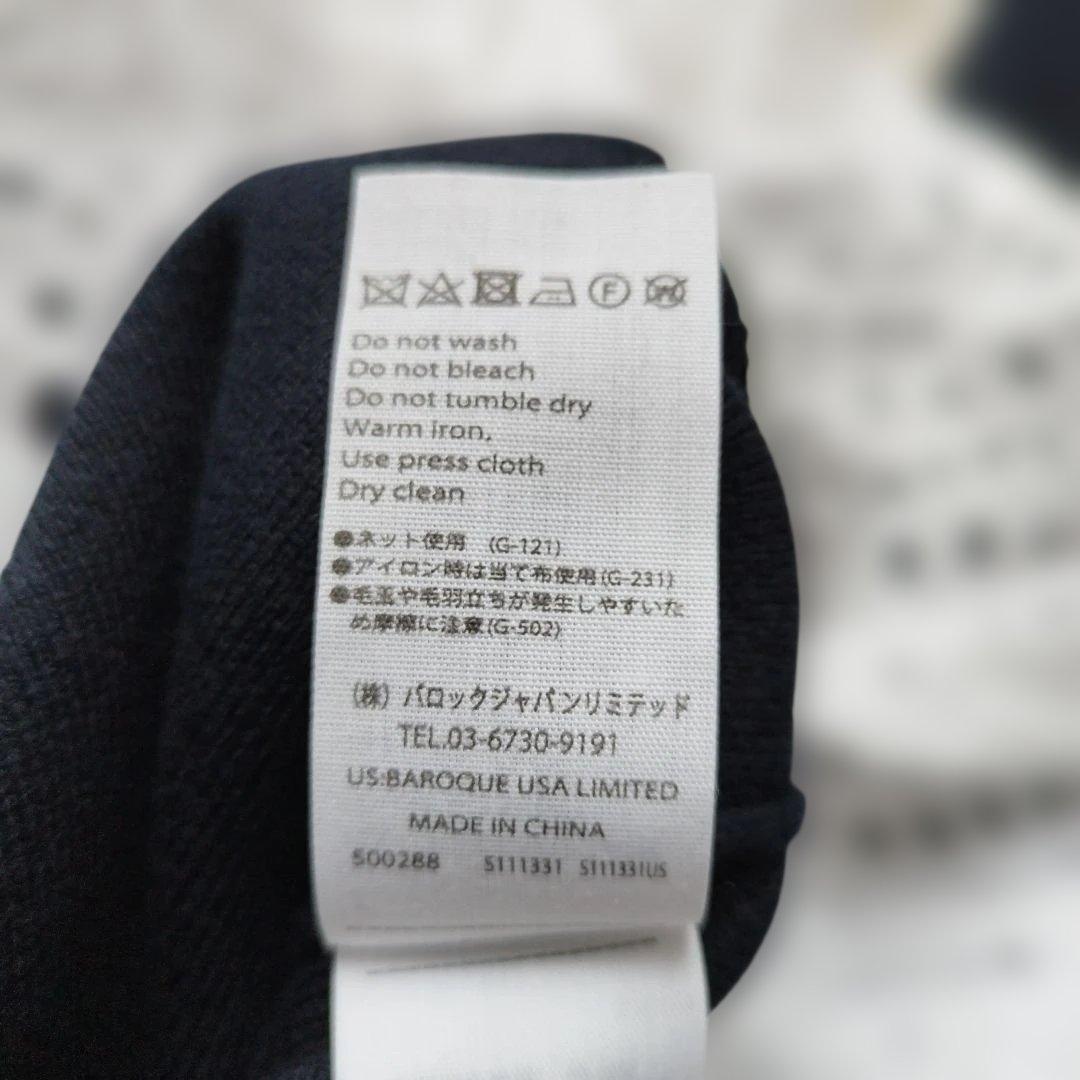 Do not wash
Do not bleach
Do not tumble dry
Warm iron,
Use press cloth
Dry clean
●ネット使用 (G-121)
●アイロン時は当て布使用(G-231)
●毛玉や毛羽立ちが発生しやすいた
め摩擦に注意(G-502)
(株) バロックジャパンリミテッド
TEL.03-6730-9191
US:BAROQUE USA LIMITED
MADE IN CHINA
500288 S111331 S111331US